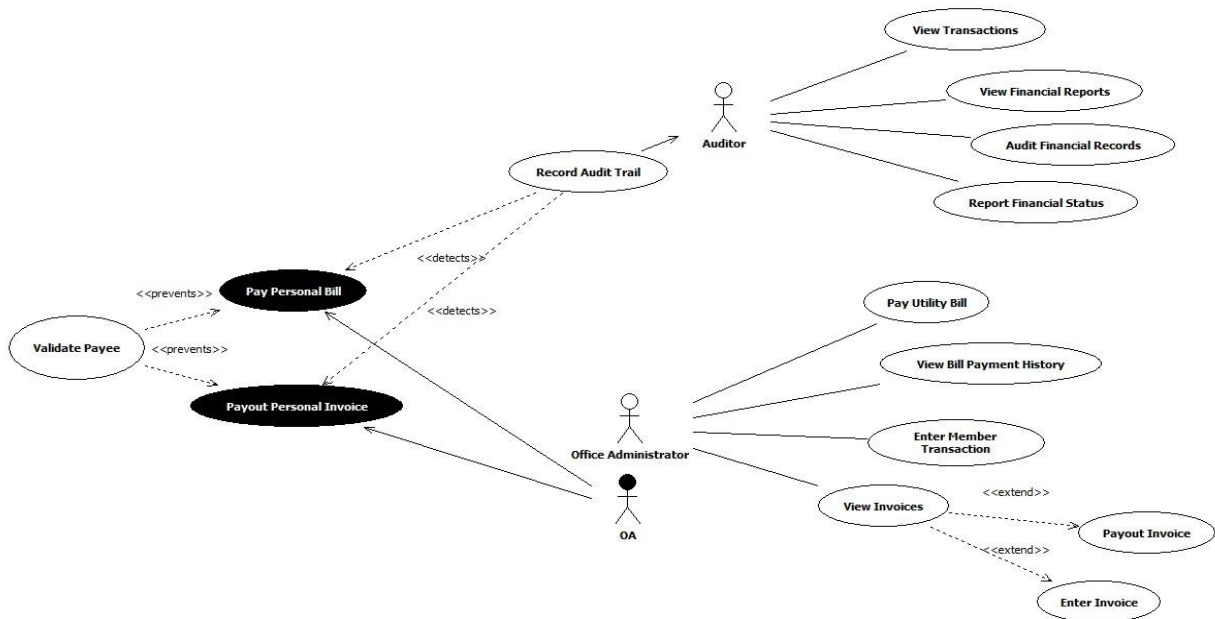 View Transactions
View Financial Reports
Auditor
Audit Financial Records
Record Audit Trail
Report Financial Status
<<detects>>
Pay Personal Bill
<<prevents>>
Pay Utility Bill
<<detects>>
Validate Payee
<<prevents>>
View Bill Payment History
Payout Personal Invoice
Office Administrator
Enter Member
Transaction
OA
View Invoices
<<extend>>
Payout Invoice
<<extend>>
Enter Invoice